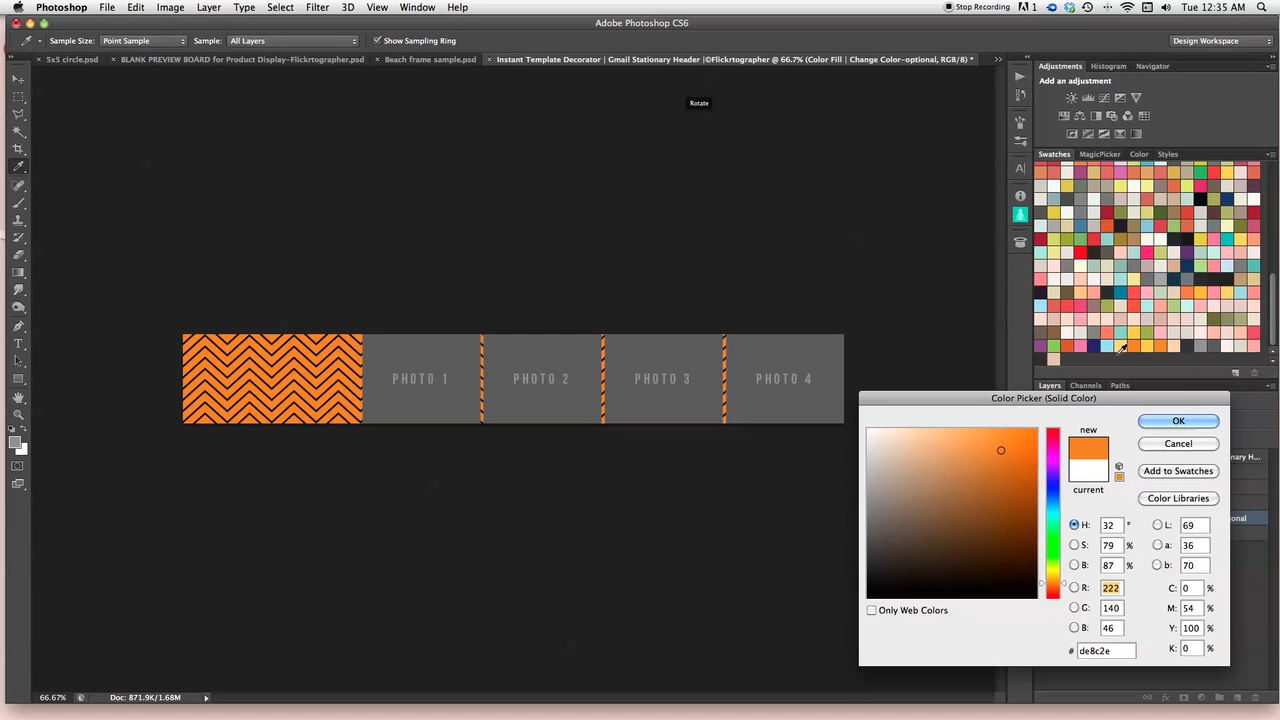 Photoshop File Edit Image Layer Type Select Filter 3D View Window Help Stop Recording 1 Tue 12:35 AM
Adobe Photoshop CS6
Sample Size: Point Sample Sample: All Layers Show Sampling Ring Design Workspace
5x5 circle.psd BLANK PREVIEW BOARD for Product Display-Flickrtographer.psd Beach frame sample.psd Instant Template Decorator | Gmail Stationary Header |©Flickrtographer @ 66.7% (Color Fill | Change Color-optional, RGB/8) *
Adjustments Histogram Navigator
Add an adjustment
Rotate
Swatches MagicPicker Color Styles
PHOTO 1 PHOTO 2 PHOTO 3 PHOTO 4
Layers Channels Paths
Color Picker (Solid Color)
new
OK
Cancel
Add to Swatches
current
Color Libraries
H: 32 ° L: 69
S: 79 % a: 36
B: 87 % b: 70
R: 222 C: 0 %
G: 140 M: 54 %
B: 46 Y: 100 %
K: 0 %
# de8c2e
Only Web Colors
nary H...
onal
66.67% Doc: 871.9K/1.68M